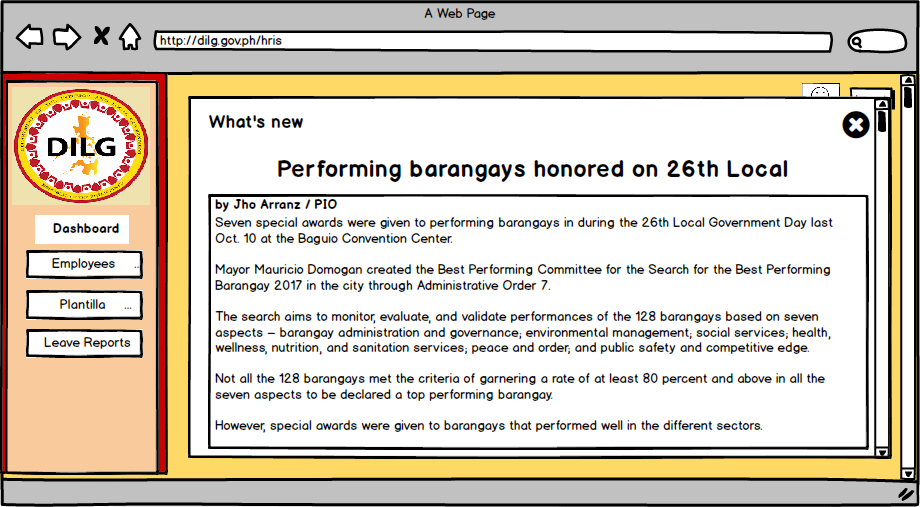 A Web Page
http://dilg.gov.ph/hris
DILG
Dashboard
Employees ...
Plantilla ...
Leave Reports
What's new
Performing barangays honored on 26th Local
by Jho Arranz / PIO
Seven special awards were given to performing barangays in during the 26th Local Government Day last
Oct. 10 at the Baguio Convention Center.
Mayor Mauricio Domogan created the Best Performing Committee for the Search for the Best Performing
Barangay 2017 in the city through Administrative Order 7.
The search aims to monitor, evaluate, and validate performances of the 128 barangays based on seven
aspects – barangay administration and governance; environmental management; social services; health,
wellness, nutrition, and sanitation services; peace and order; and public safety and competitive edge.
Not all the 128 barangays met the criteria of garnering a rate of at least 80 percent and above in all the
seven aspects to be declared a top performing barangay.
However, special awards were given to barangays that performed well in the different sectors.